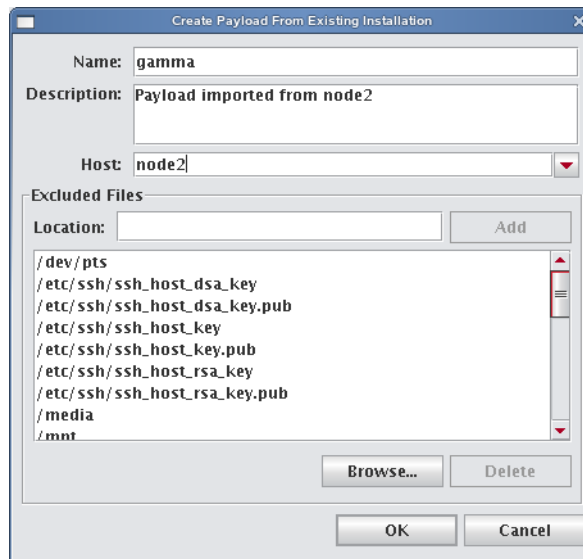 Create Payload From Existing Installation
Name: gamma
Description: Payload imported from node2
Host: node2
Excluded Files
Location: Add
/dev/pts
/etc/ssh/ssh_host_dsa_key
/etc/ssh/ssh_host_dsa_key.pub
/etc/ssh/ssh_host_key
/etc/ssh/ssh_host_key.pub
/etc/ssh/ssh_host_rsa_key
/etc/ssh/ssh_host_rsa_key.pub
/media
/mnt
Browse... Delete
OK Cancel